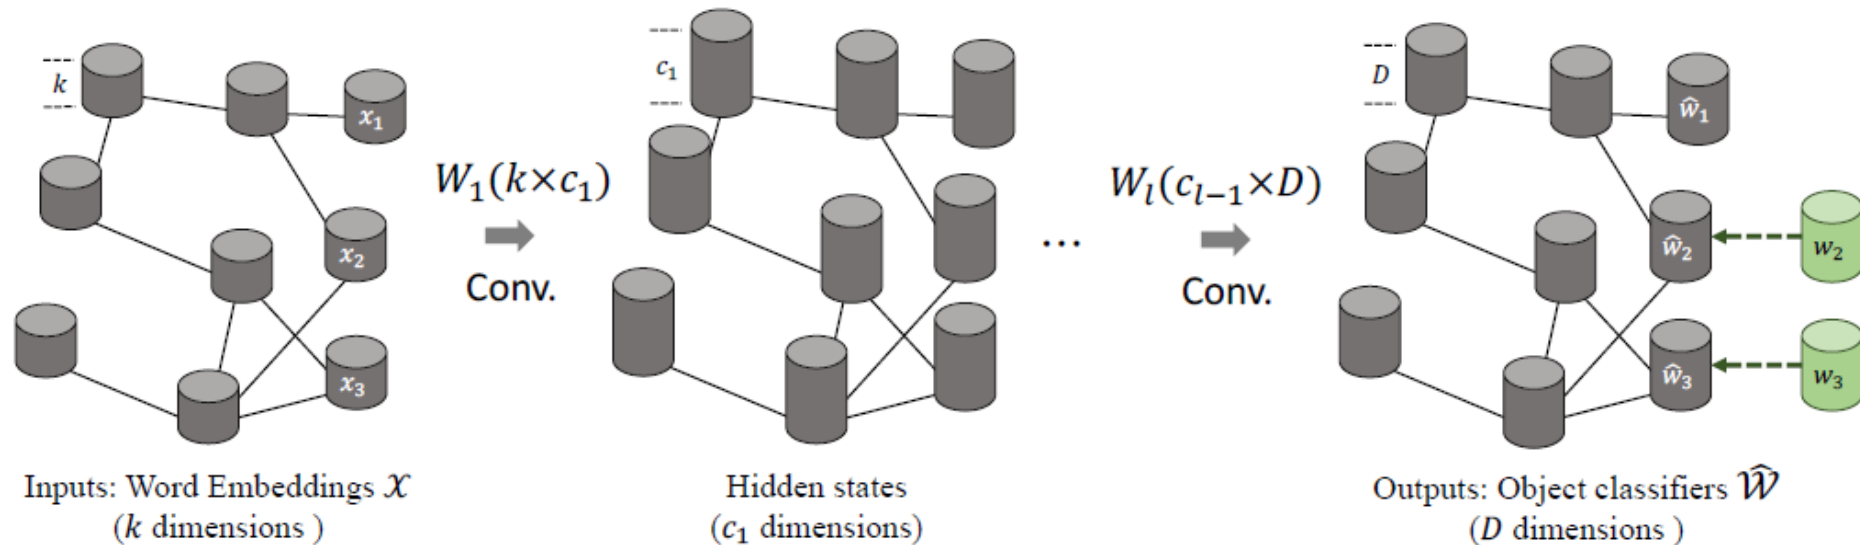 k
x₁
x₂
x₃
W₁(k×c₁)
Conv.
c₁
...
Wₗ(cₗ₋₁×D)
Conv.
D
ŵ₁
ŵ₂
w₂
ŵ₃
w₃
Inputs: Word Embeddings 𝒳
(k dimensions )
Hidden states
(c₁ dimensions)
Outputs: Object classifiers 𝒲̂
(D dimensions )